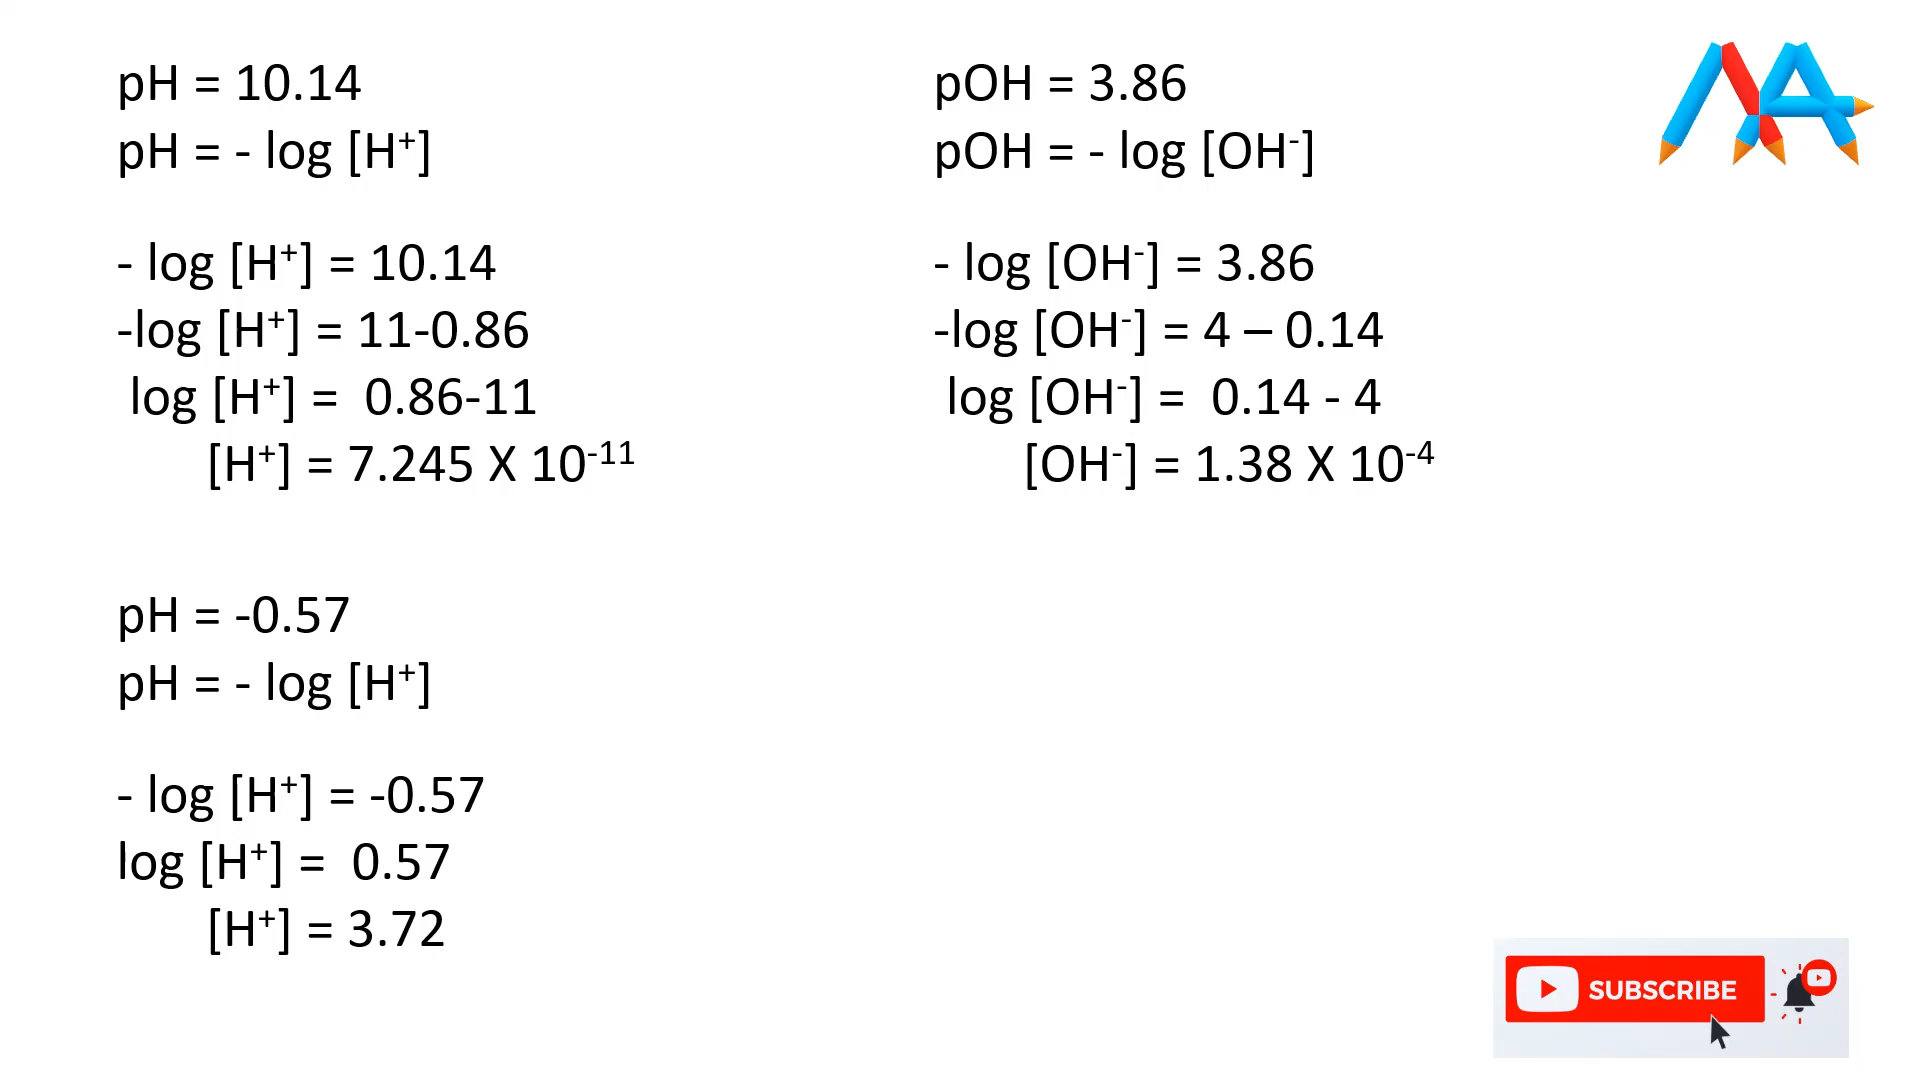 pH = 10.14
pH = - log [H⁺]
- log [H⁺] = 10.14
-log [H⁺] = 11-0.86
log [H⁺] = 0.86-11
[H⁺] = 7.245 X 10⁻¹¹
pOH = 3.86
pOH = - log [OH⁻]
- log [OH⁻] = 3.86
-log [OH⁻] = 4 – 0.14
log [OH⁻] = 0.14 - 4
[OH⁻] = 1.38 X 10⁻⁴
pH = -0.57
pH = - log [H⁺]
- log [H⁺] = -0.57
log [H⁺] = 0.57
[H⁺] = 3.72
SUBSCRIBE